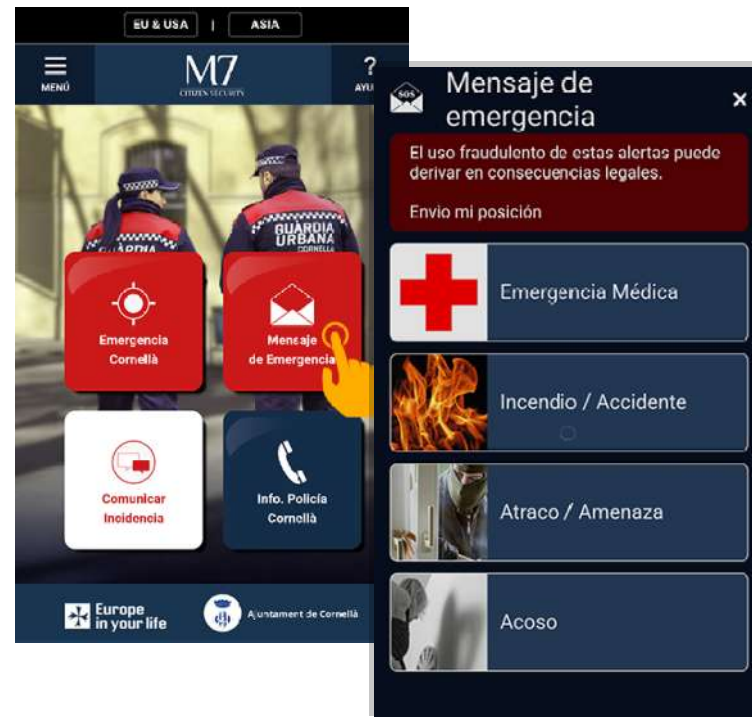 EU & USA | ASIA
MENÚ
M7
CITIZEN SECURITY
?
GUARDIA
URBANA
CORNELLÀ
Emergencia
Cornellà
Mensaje
de Emergencia
Comunicar
Incidencia
Info. Policía
Cornellà
Europe
in your life
Ajuntament de Cornellà
SOS
Mensaje de
emergencia
×
El uso fraudulento de estas alertas puede
derivar en consecuencias legales.
Envio mi posición
Emergencia Médica
Incendio / Accidente
Atraco / Amenaza
Acoso